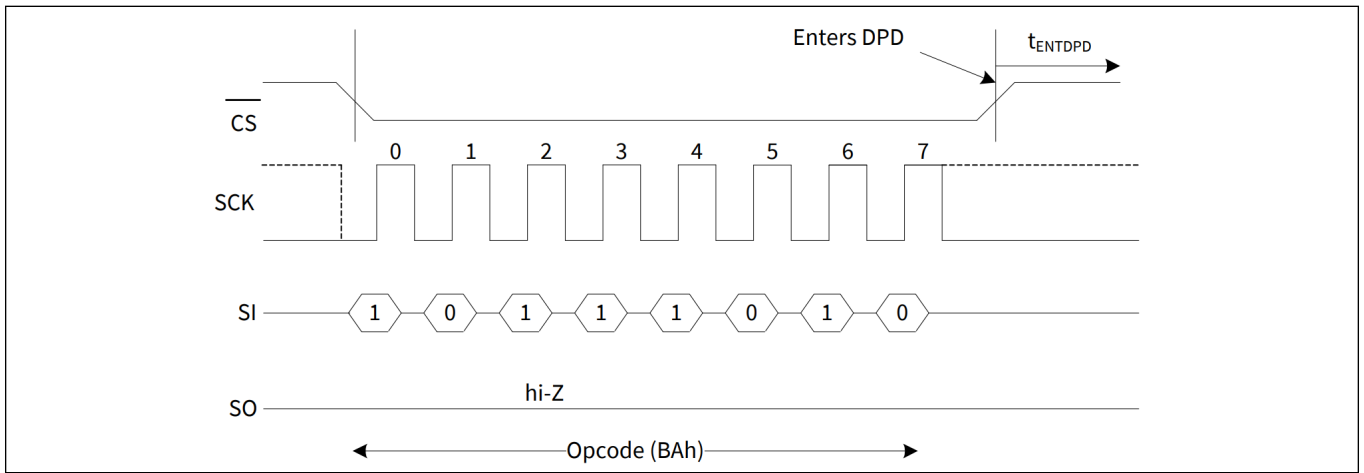 Enters DPD
tENTDPD
CS
0 1 2 3 4 5 6 7
SCK
SI 1 0 1 1 1 0 1 0
hi-Z
SO
Opcode (BAh)